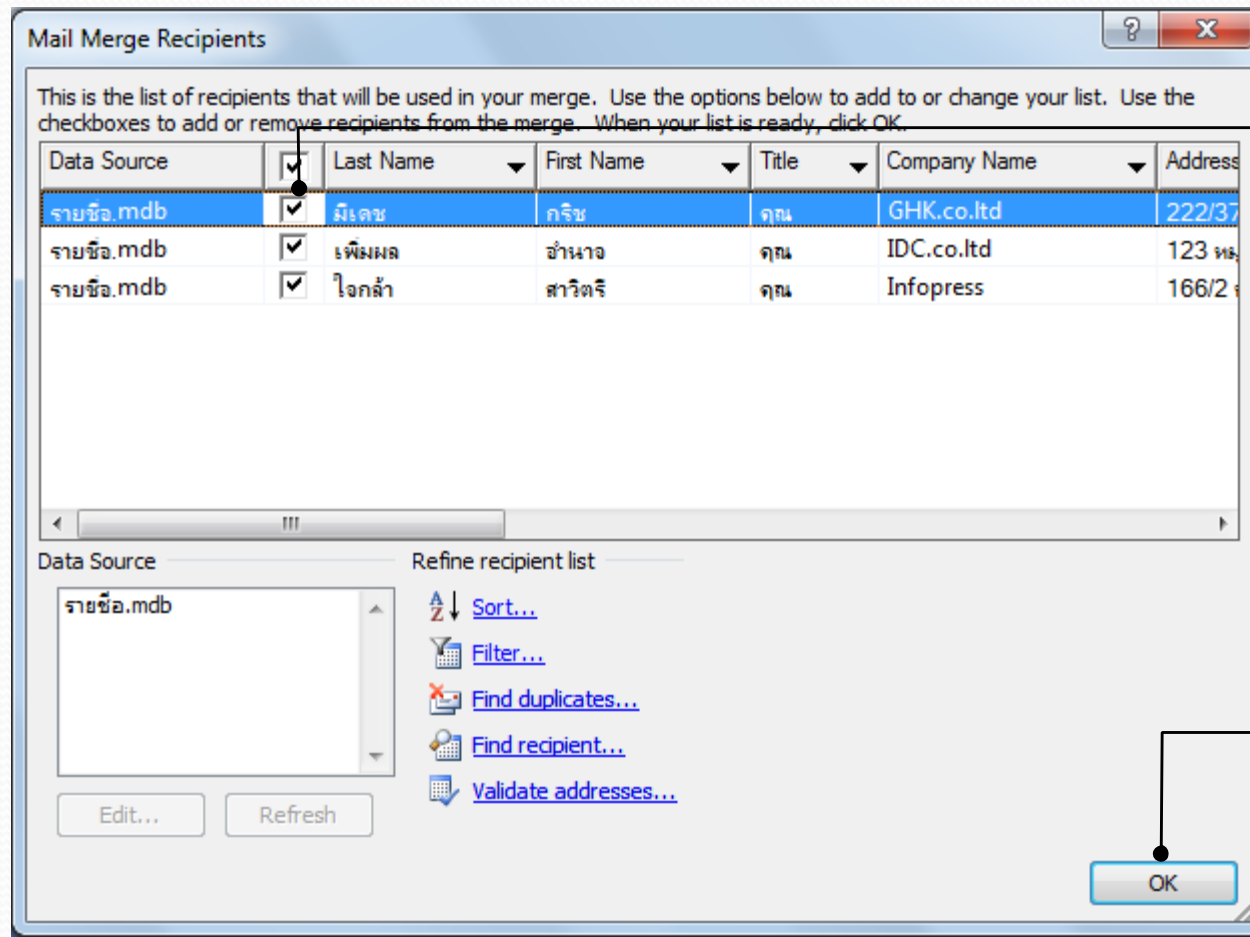 Mail Merge Recipients
This is the list of recipients that will be used in your merge. Use the options below to add to or change your list. Use the
checkboxes to add or remove recipients from the merge. When your list is ready, click OK.
Data Source Last Name First Name Title Company Name Address
รายชื่อ.mdb มีเดช กริช คุณ GHK.co.ltd 222/37
รายชื่อ.mdb เพิ่มผล อำนาจ คุณ IDC.co.ltd 123
รายชื่อ.mdb ใจกล้า สาวิตรี คุณ Infopress 166/2
Data Source Refine recipient list
รายชื่อ.mdb
Sort...
Filter...
Find duplicates...
Find recipient...
Validate addresses...
Edit... Refresh
OK